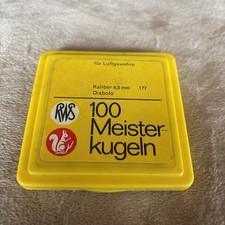 für Luftgewehre
Kaliber 4,5 mm .177
Diabolo
RWS
100
Meister-
kugeln